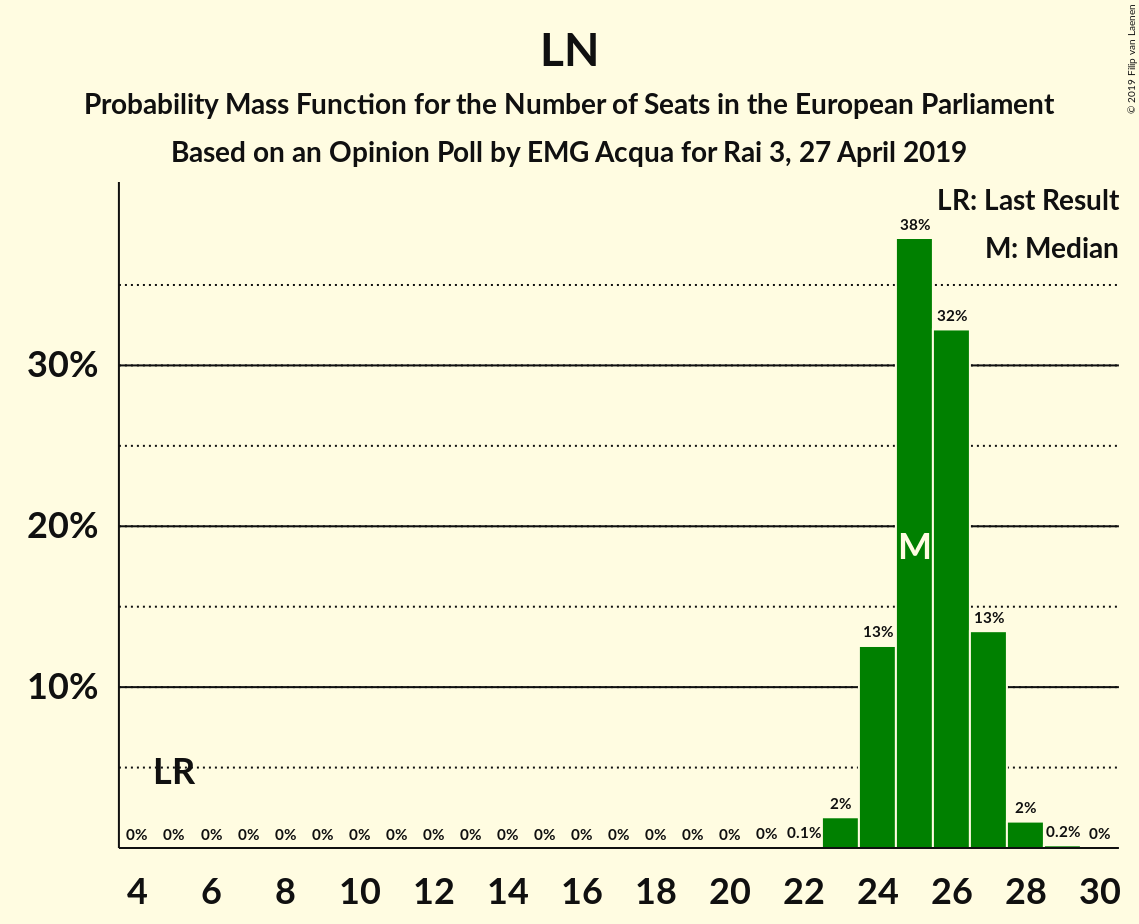 LN
Probability Mass Function for the Number of Seats in the European Parliament
Based on an Opinion Poll by EMG Acqua for Rai 3, 27 April 2019
© 2019 Filip van Laenen
LR: Last Result
M: Median
38%
32%
30%
20%
M
13%
13%
10%
LR
0% 0% 0% 0% 0% 0% 0% 0% 0% 0% 0% 0% 0% 0% 0% 0% 0% 0% 0.1% 2% 2% 0.2% 0%
4 6 8 10 12 14 16 18 20 22 24 26 28 30